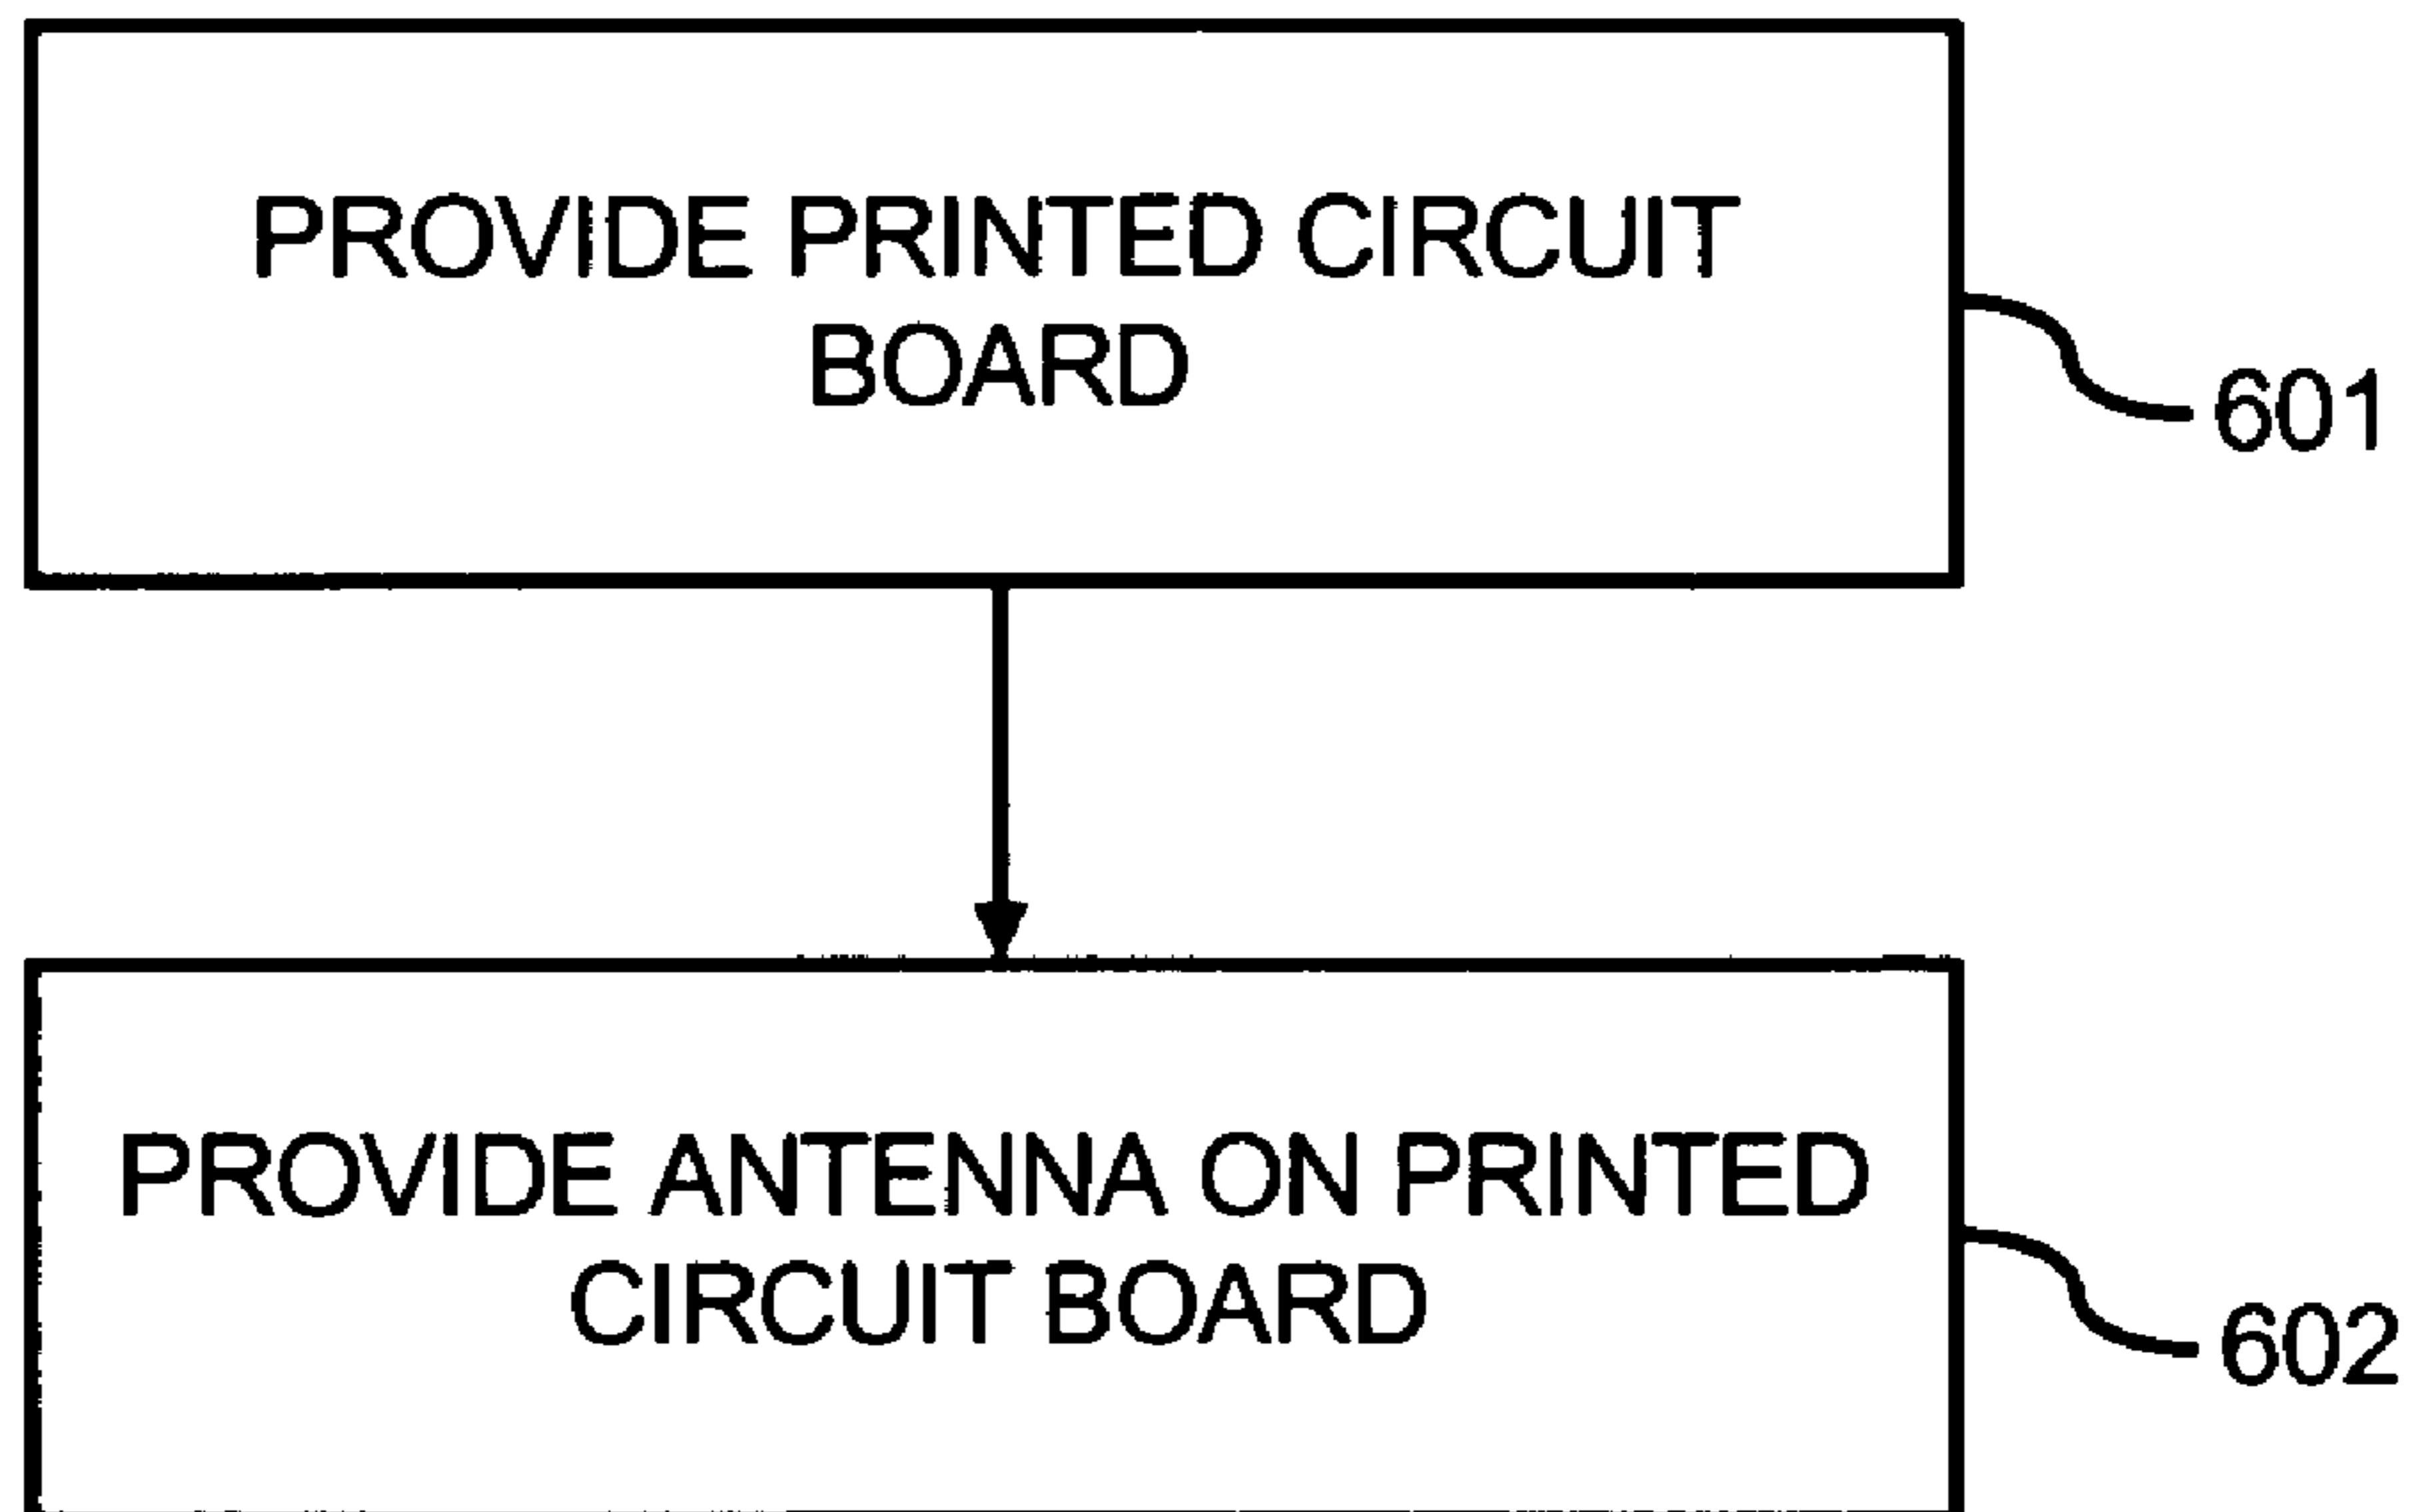 PROVIDE PRINTED CIRCUIT
BOARD
601
PROVIDE ANTENNA ON PRINTED
CIRCUIT BOARD
602